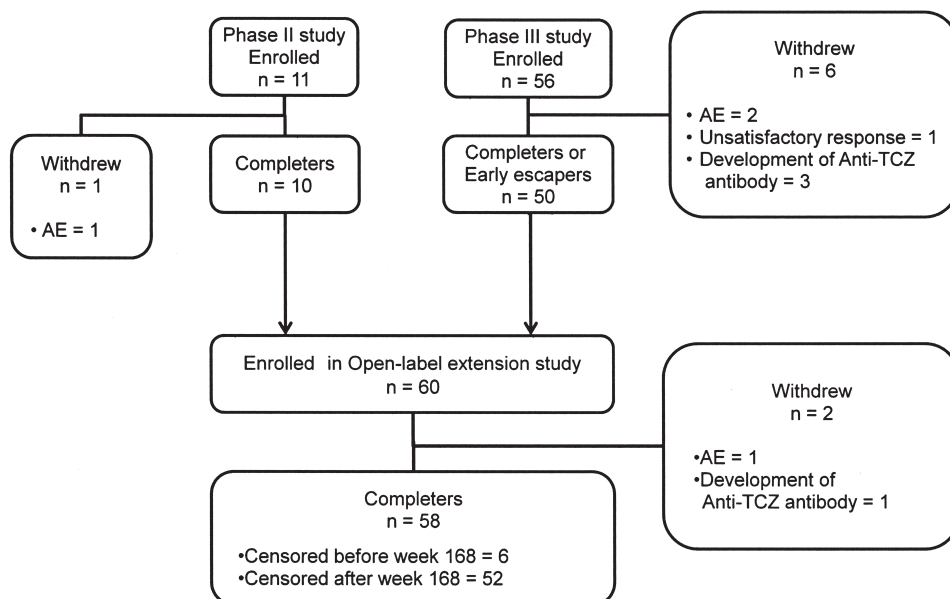 Phase II study
Enrolled
n = 11
Phase III study
Enrolled
n = 56
Withdrew
n = 6
• AE = 2
• Unsatisfactory response = 1
• Development of Anti-TCZ
antibody = 3
Withdrew
n = 1
• AE = 1
Completers
n = 10
Completers or
Early escapers
n = 50
Enrolled in Open-label extension study
n = 60
Withdrew
n = 2
•AE = 1
•Development of
Anti-TCZ antibody = 1
Completers
n = 58
•Censored before week 168 = 6
•Censored after week 168 = 52